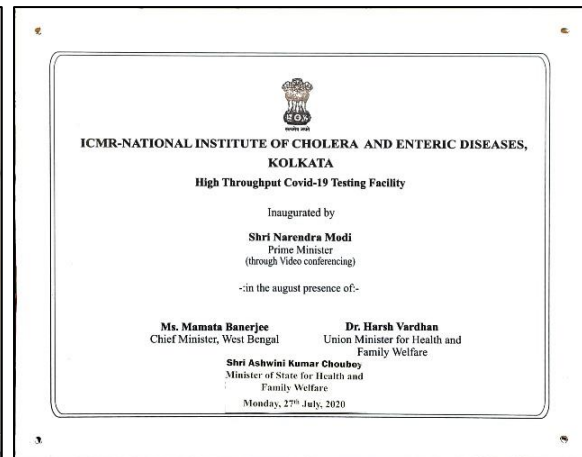 सत्यमेव जयते
ICMR-NATIONAL INSTITUTE OF CHOLERA AND ENTERIC DISEASES,
KOLKATA
High Throughput Covid-19 Testing Facility
Inaugurated by
Shri Narendra Modi
Prime Minister
(through Video conferencing)
-:in the august presence of:-
Ms. Mamata Banerjee
Chief Minister, West Bengal
Dr. Harsh Vardhan
Union Minister for Health and
Family Welfare
Shri Ashwini Kumar Choubey
Minister of State for Health and
Family Welfare
Monday, 27th July, 2020